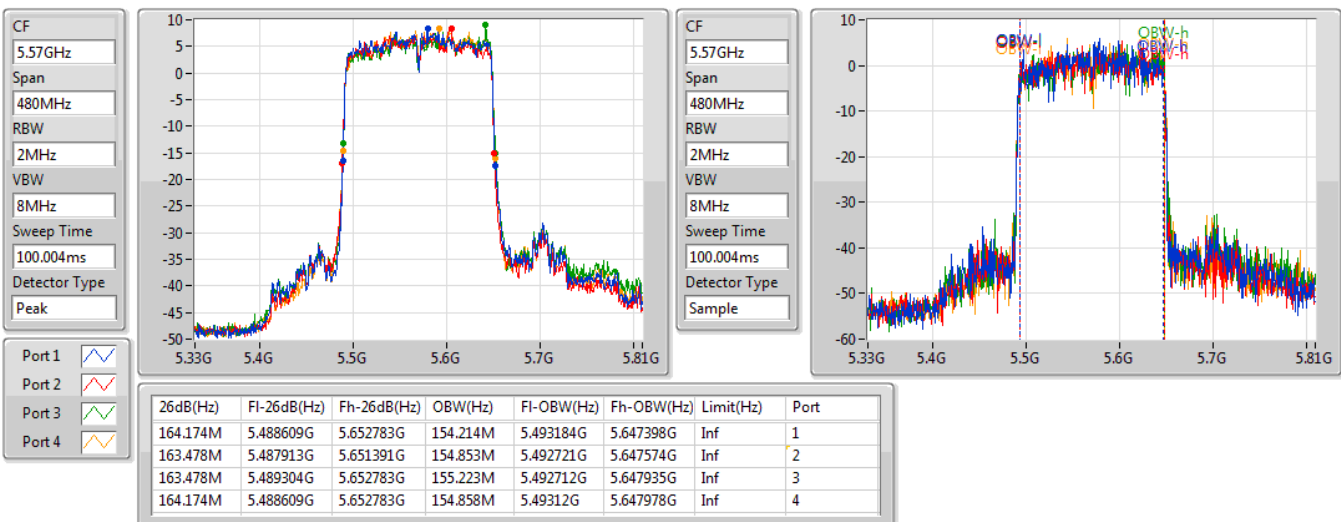 CF
5.57GHz
Span
480MHz
RBW
2MHz
VBW
8MHz
Sweep Time
100.004ms
Detector Type
Peak
10
5
0
-5
-10
-15
-20
-25
-30
-35
-40
-45
-50
5.33G 5.4G 5.5G 5.6G 5.7G 5.81G
CF
5.57GHz
Span
480MHz
RBW
2MHz
VBW
8MHz
Sweep Time
100.004ms
Detector Type
Sample
OBW-l
OBW-h
OBW-h
OBW-h
10
0
-10
-20
-30
-40
-50
-60
5.33G 5.4G 5.5G 5.6G 5.7G 5.81G
Port 1
Port 2
Port 3
Port 4
26dB(Hz) Fl-26dB(Hz) Fh-26dB(Hz) OBW(Hz) Fl-OBW(Hz) Fh-OBW(Hz) Limit(Hz) Port
164.174M 5.488609G 5.652783G 154.214M 5.493184G 5.647398G Inf 1
163.478M 5.487913G 5.651391G 154.853M 5.492721G 5.647574G Inf 2
163.478M 5.489304G 5.652783G 155.223M 5.492712G 5.647935G Inf 3
164.174M 5.488609G 5.652783G 154.858M 5.49312G 5.647978G Inf 4